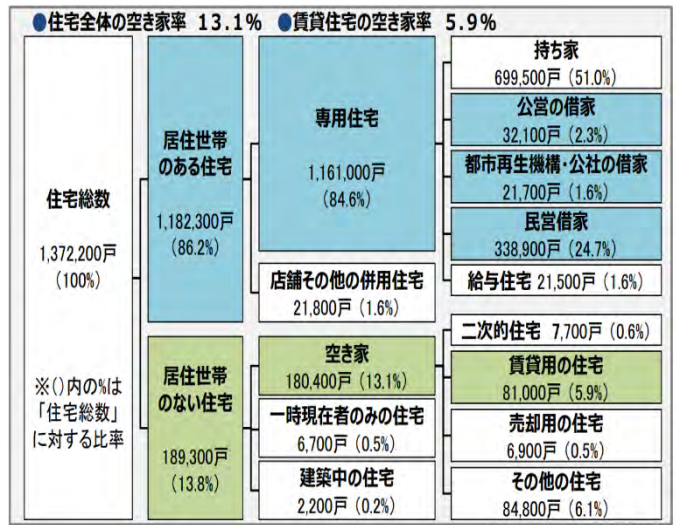 ●住宅全体の空き家率 13.1% ●賃貸住宅の空き家率 5.9%
住宅総数
1,372,200戸
(100%)
※()内の%は
「住宅総数」
に対する比率
居住世帯
のある住宅
1,182,300戸
(86.2%)
専用住宅
1,161,000戸
(84.6%)
持ち家
699,500戸 (51.0%)
公営の借家
32,100戸 (2.3%)
都市再生機構・公社の借家
21,700戸 (1.6%)
民営借家
338,900戸 (24.7%)
給与住宅 21,500戸 (1.6%)
店舗その他の併用住宅
21,800戸 (1.6%)
居住世帯
のない住宅
189,300戸
(13.8%)
空き家
180,400戸 (13.1%)
二次的住宅 7,700戸 (0.6%)
賃貸用の住宅
81,000戸 (5.9%)
売却用の住宅
6,900戸 (0.5%)
その他の住宅
84,800戸 (6.1%)
一時現在者のみの住宅
6,700戸 (0.5%)
建築中の住宅
2,200戸 (0.2%)